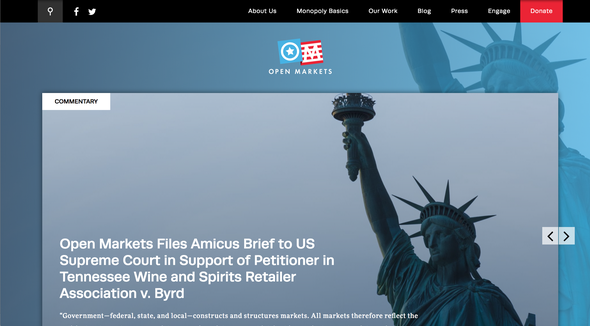 About Us Monopoly Basics Our Work Blog Press Engage Donate
OM
OPEN MARKETS
COMMENTARY
Open Markets Files Amicus Brief to US
Supreme Court in Support of Petitioner in
Tennessee Wine and Spirits Retailer
Association v. Byrd
"Government—federal, state, and local—constructs and structures markets. All markets therefore reflect the